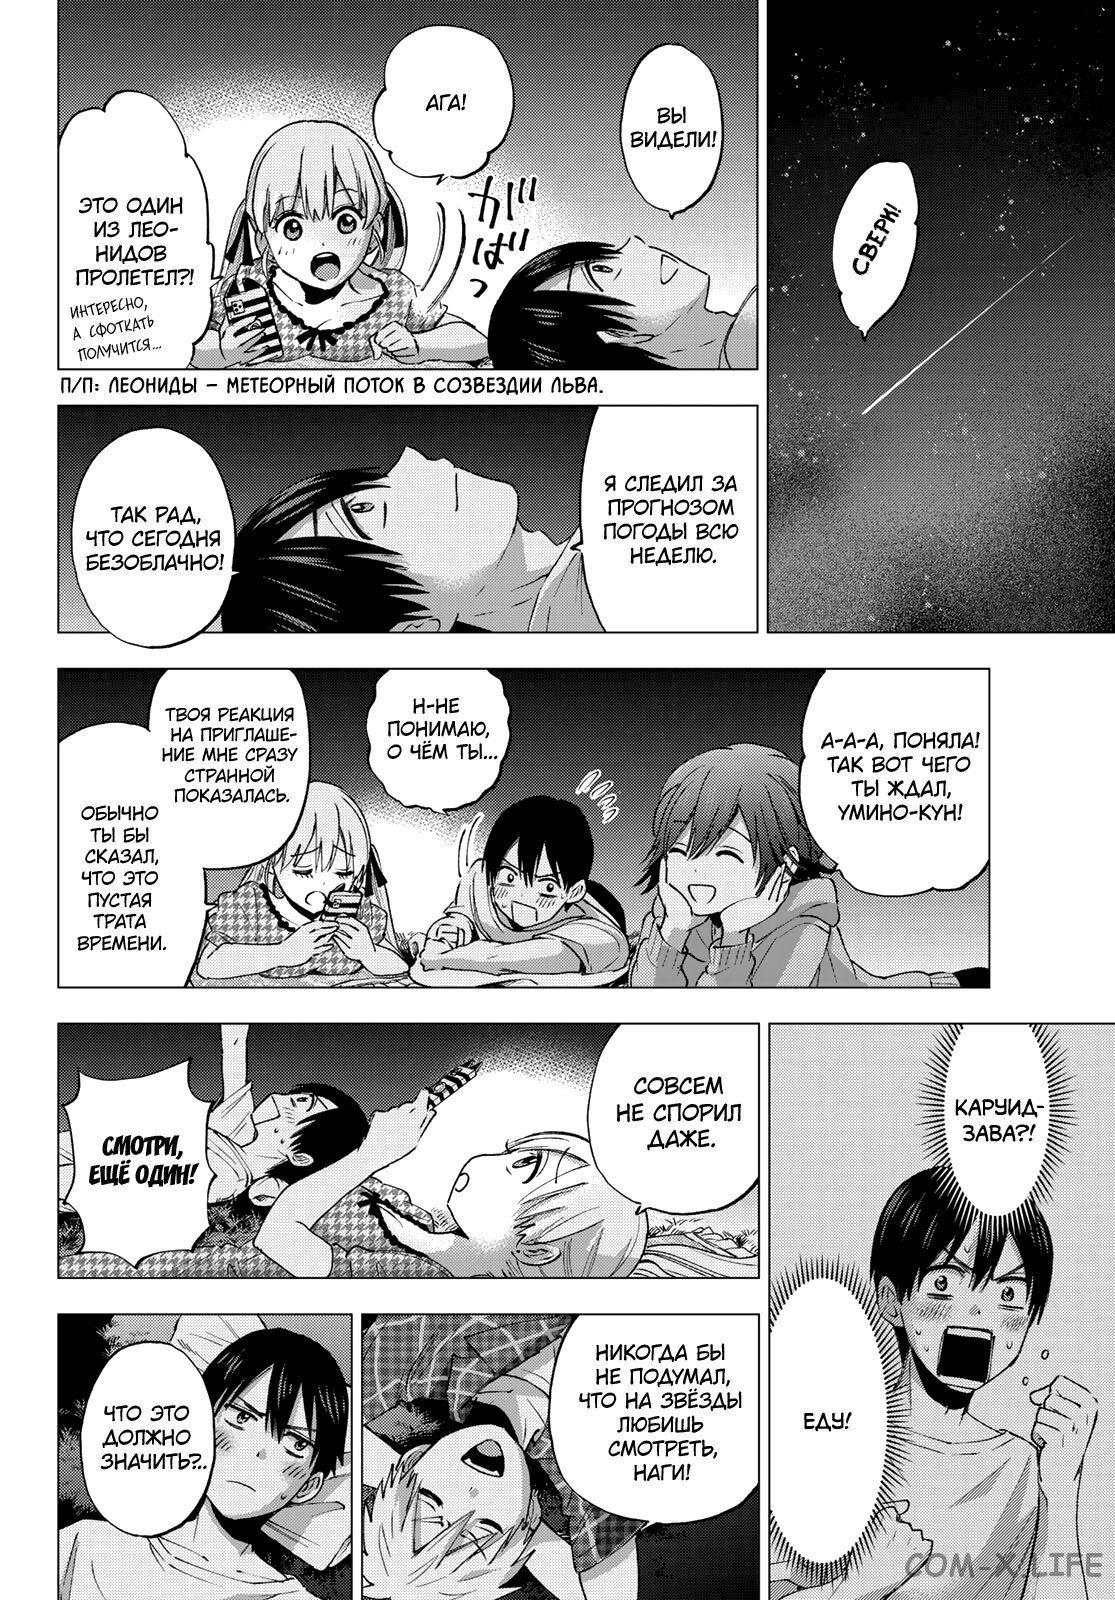 СВЕРК!
ВЫ
ВИДЕЛИ!
АГА!
ЭТО ОДИН
ИЗ ЛЕО-
НИДОВ
ПРОЛЕТЕЛ?!
ИНТЕРЕСНО,
А СФОТКАТЬ
ПОЛУЧИТСЯ...
ガバっ
П/П: ЛЕОНИДЫ – МЕТЕОРНЫЙ ПОТОК В СОЗВЕЗДИИ ЛЬВА.
Я СЛЕДИЛ ЗА
ПРОГНОЗОМ
ПОГОДЫ ВСЮ
НЕДЕЛЮ.
ТАК РАД,
ЧТО СЕГОДНЯ
БЕЗОБЛАЧНО!
А-А-А, ПОНЯЛА!
ТАК ВОТ ЧЕГО
ТЫ ЖДАЛ,
УМИНО-КУН!
Н-НЕ
ПОНИМАЮ,
О ЧЁМ ТЫ...
ТВОЯ РЕАКЦИЯ
НА ПРИГЛАШЕ-
НИЕ МНЕ СРАЗУ
СТРАННОЙ
ПОКАЗАЛАСЬ.
ОБЫЧНО
ТЫ БЫ
СКАЗАЛ,
ЧТО ЭТО
ПУСТАЯ
ТРАТА
ВРЕМЕНИ.
КАРУИД-
ЗАВА?!
ЕДУ!
СОВСЕМ
НЕ СПОРИЛ
ДАЖЕ.
СМОТРИ,
ЕЩЁ ОДИН!
НИКОГДА БЫ
НЕ ПОДУМАЛ,
ЧТО НА ЗВЁЗДЫ
ЛЮБИШЬ
СМОТРЕТЬ,
НАГИ!
ЧТО ЭТО
ДОЛЖНО
ЗНАЧИТЬ?..
COM-X.LIFE